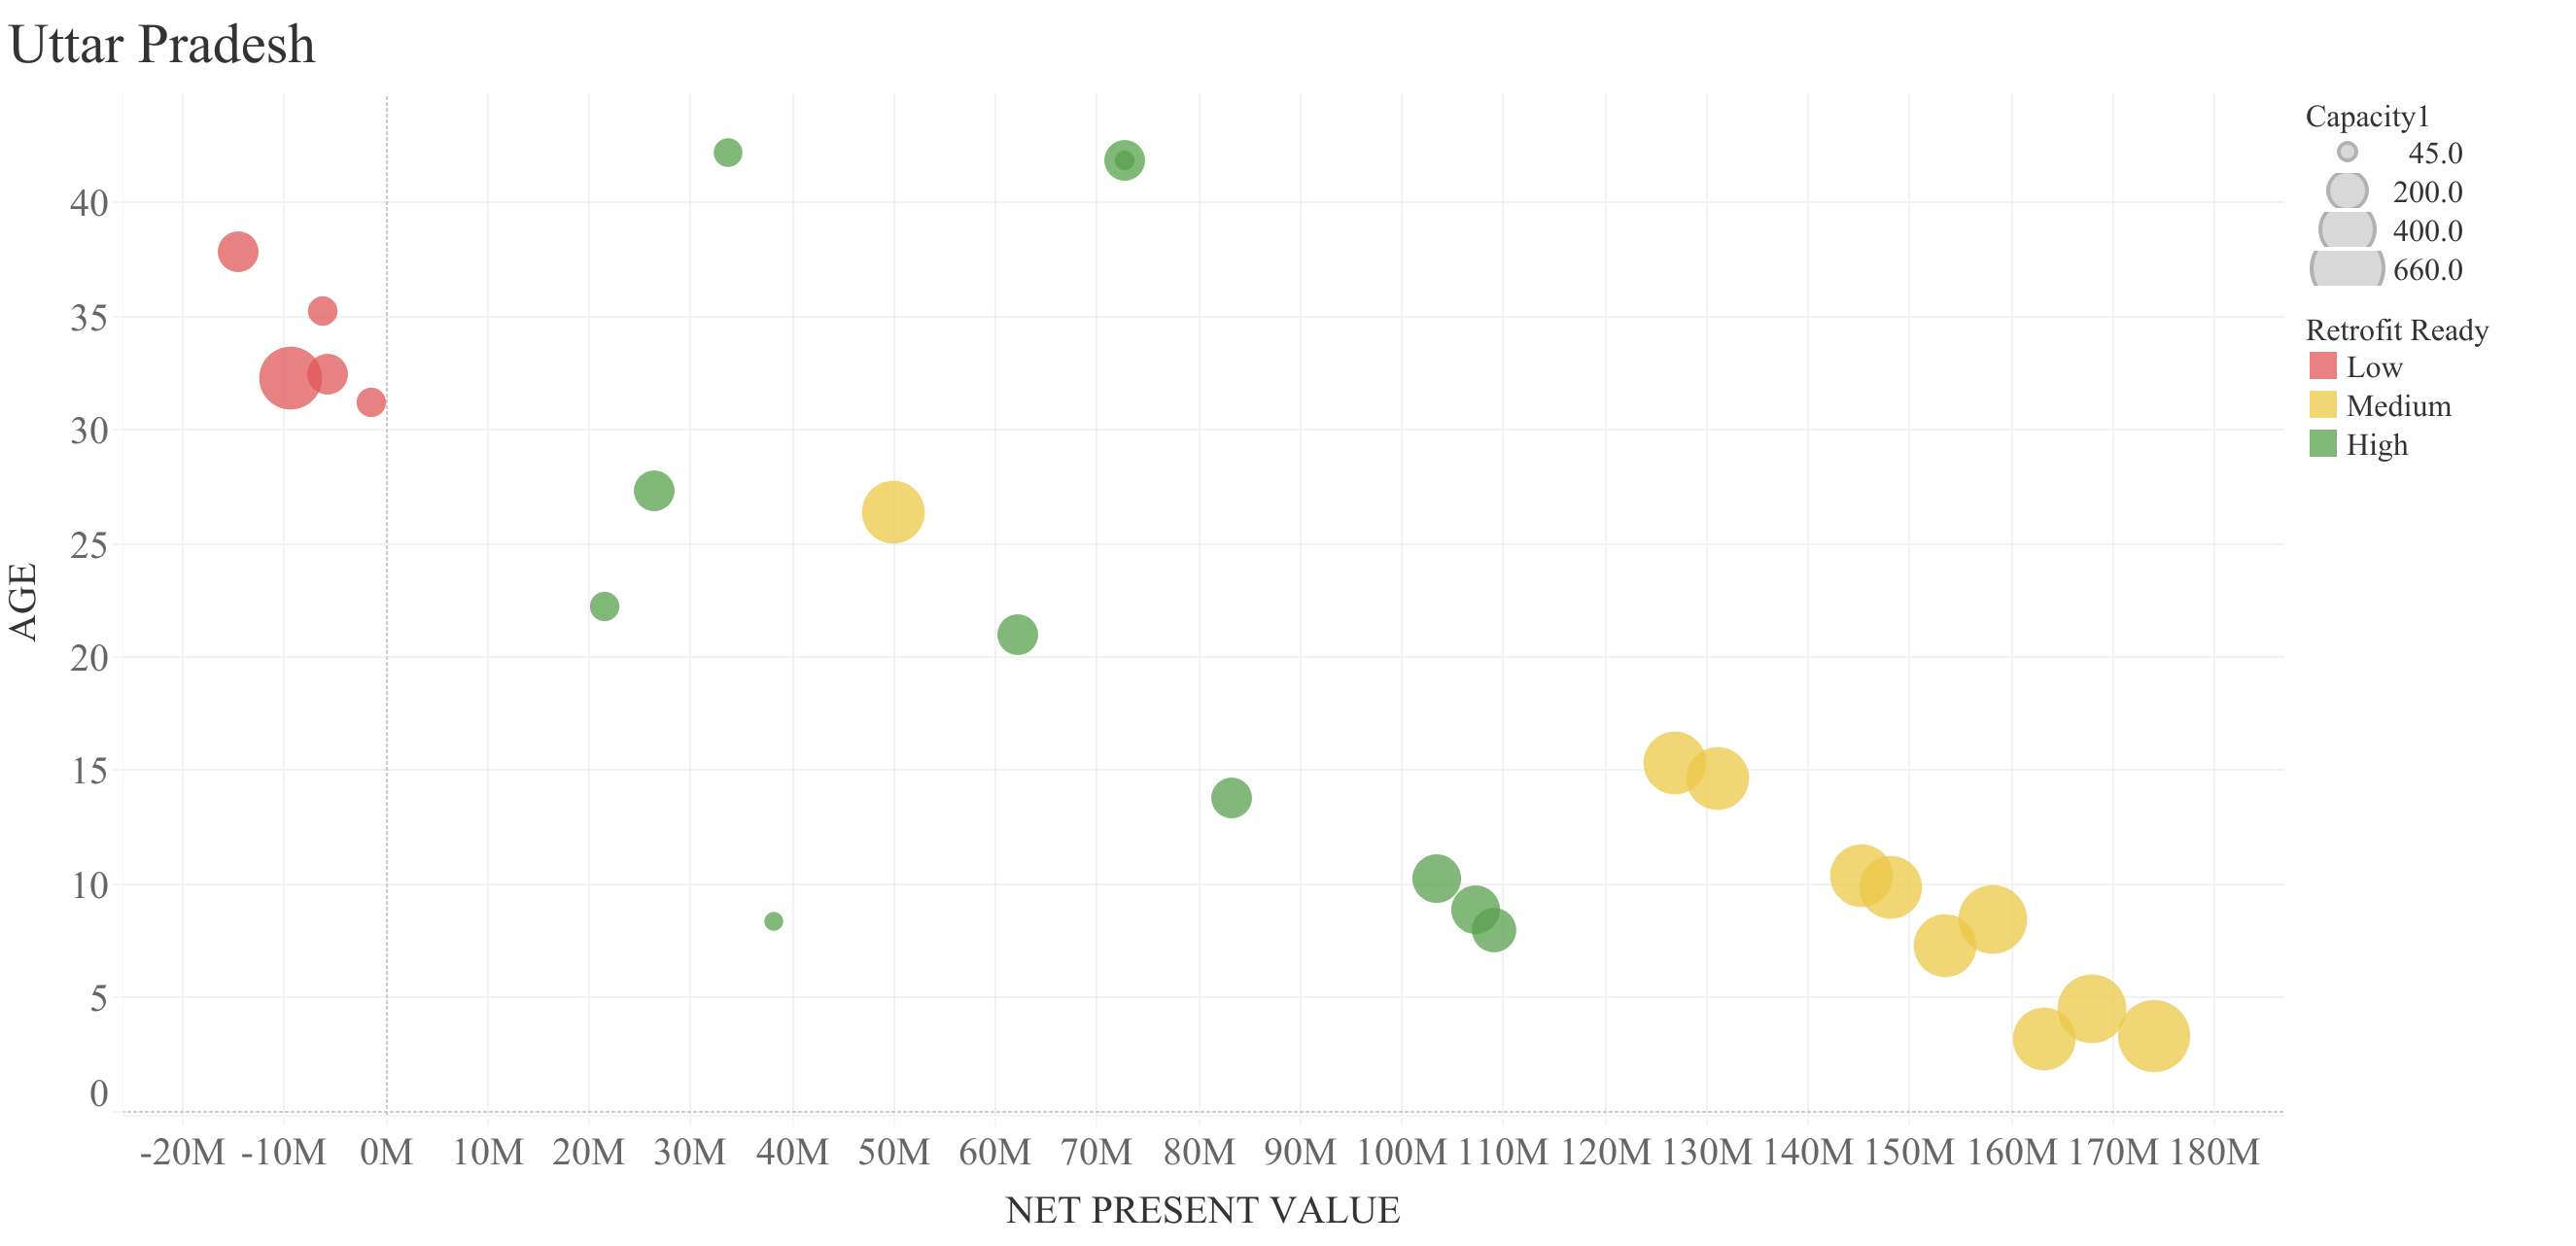 Uttar Pradesh
Capacity1
45.0
200.0
400.0
660.0
Retrofit Ready
Low
Medium
High
AGE
40
35
30
25
20
15
10
5
0
-20M -10M 0M 10M 20M 30M 40M 50M 60M 70M 80M 90M 100M 110M 120M 130M 140M 150M 160M 170M 180M
NET PRESENT VALUE